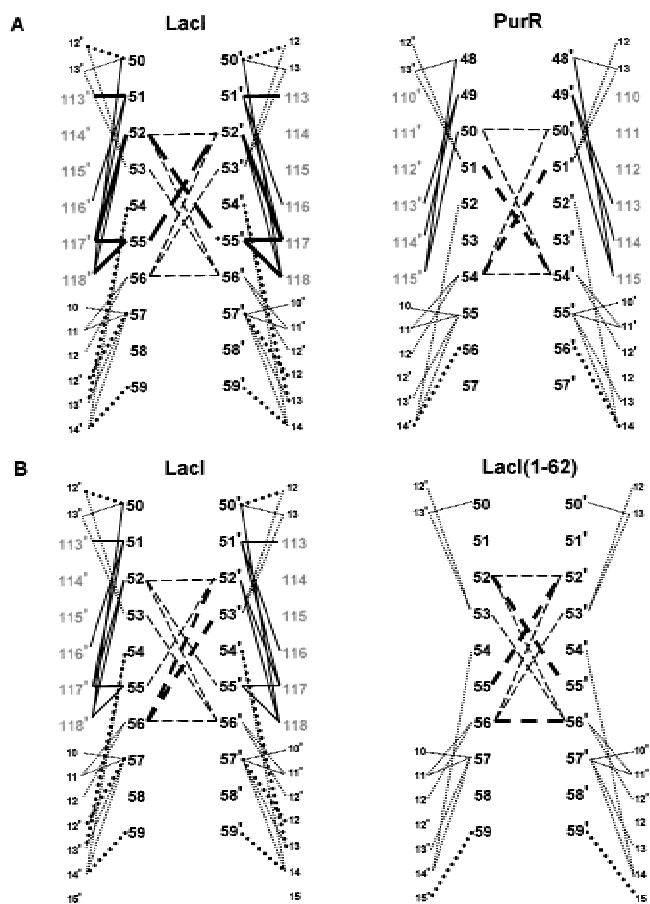 A LacI PurR
12' 50 50' 12 12' 48 48' 12
13' 13 13' 13
113' 51 51' 113 110' 49 49' 110
114' 52 52' 114 111' 50 50' 111
115' 53 53' 115 112' 51 51' 112
116' 54 54' 116 113' 52 52' 113
117' 55 55' 117 114' 53 53' 114
118' 56 56' 118 115' 54 54' 115
10 57 57' 10' 10 55 55' 10'
11 11' 11 11'
12 58 58' 12' 12 56 56' 12'
12' 59 59' 12 12' 57 57' 12
13' 13 13' 13
14' 14 14' 14
B LacI LacI(1-62)
12' 50 50' 12 12' 50 50' 12
13' 13 13' 13
113' 51 51' 113 51 51'
114' 52 52' 114 52 52'
115' 53 53' 115 53 53'
116' 54 54' 116 54 54'
117' 55 55' 117 55 55'
118' 56 56' 118 56 56'
10 57 57' 10' 10 57 57' 10'
11 11' 11 11'
12 58 58' 12' 12 58 58' 12'
12' 59 59' 12 12' 59 59' 12
13' 13 13' 13
14' 14 14' 14
15' 15 15' 15